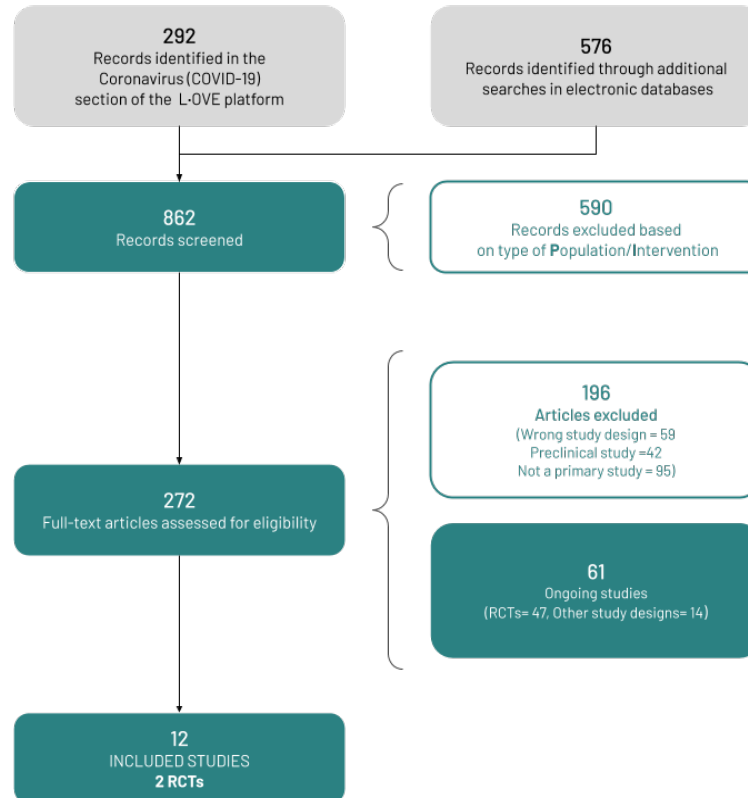 292
Records identified in the
Coronavirus (COVID-19)
section of the L·OVE platform
576
Records identified through additional
searches in electronic databases
862
Records screened
590
Records excluded based
on type of Population/Intervention
196
Articles excluded
(Wrong study design = 59
Preclinical study =42
Not a primary study = 95)
272
Full-text articles assessed for eligibility
61
Ongoing studies
(RCTs= 47, Other study designs= 14)
12
INCLUDED STUDIES
2 RCTs